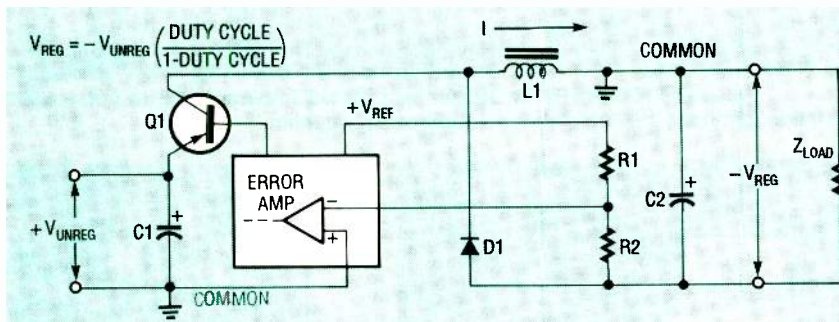 V_REG = -V_UNREG (DUTY CYCLE / 1-DUTY CYCLE)
I
COMMON
L1
Q1
+V_REF
ERROR
AMP
-
+
R1
R2
C2
+
-V_REG
Z_LOAD
+V_UNREG
C1
+
D1
COMMON